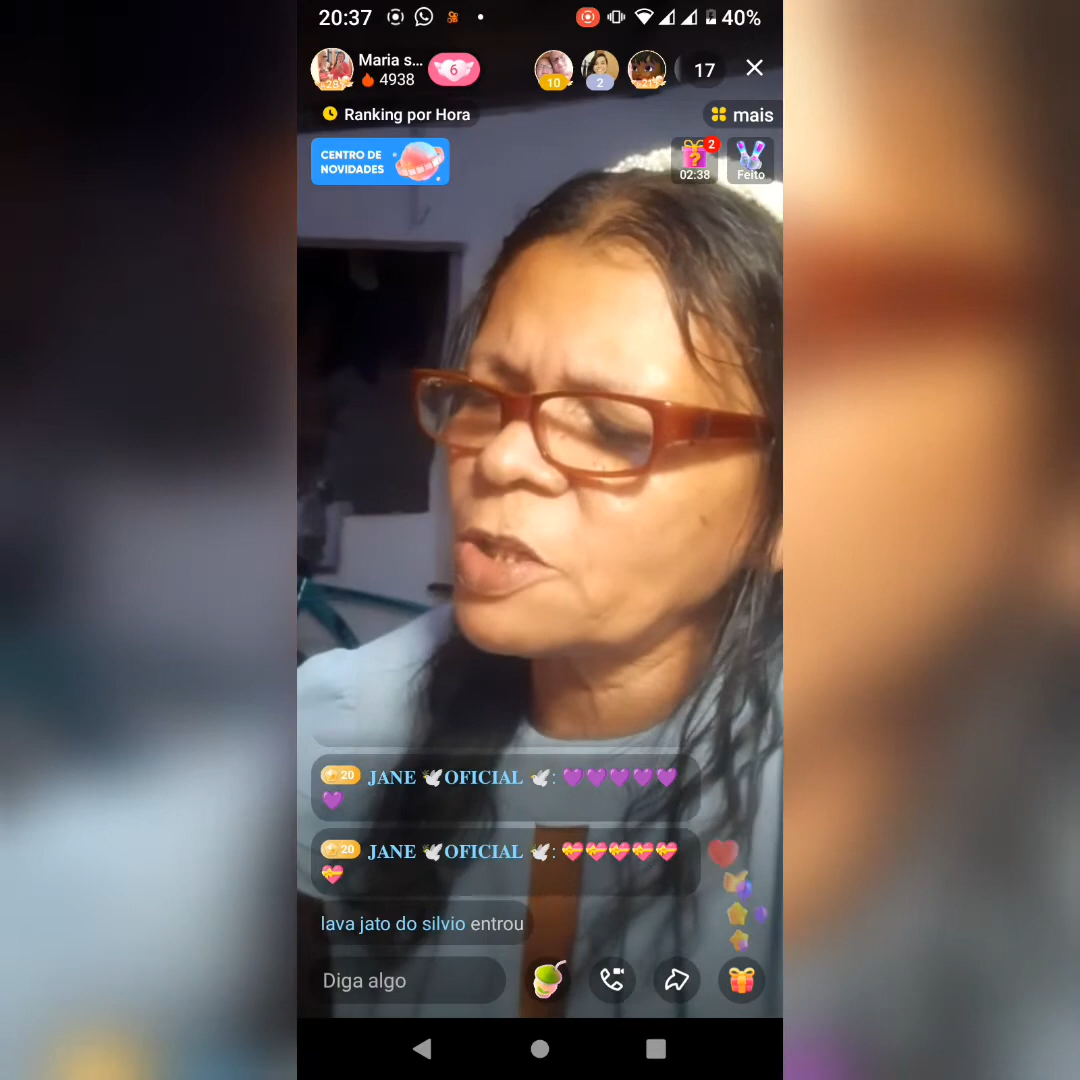 20:37 40%
Maria s... 4938 6 10 2 17
Ranking por Hora mais
CENTRO DE
NOVIDADES
2
02:38 Feito
20 JANE 🕊OFICIAL 🕊: 💜💜💜💜💜
💜
20 JANE 🕊OFICIAL 🕊: 💝💝💝💝💝
💝
lava jato do silvio entrou
Diga algo